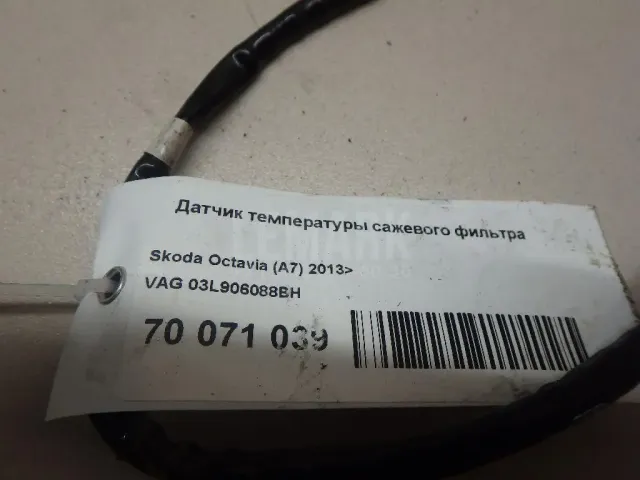 Датчик температуры сажевого фильтра
Skoda Octavia (A7) 2013>
VAG 03L906088BH
70 071 039